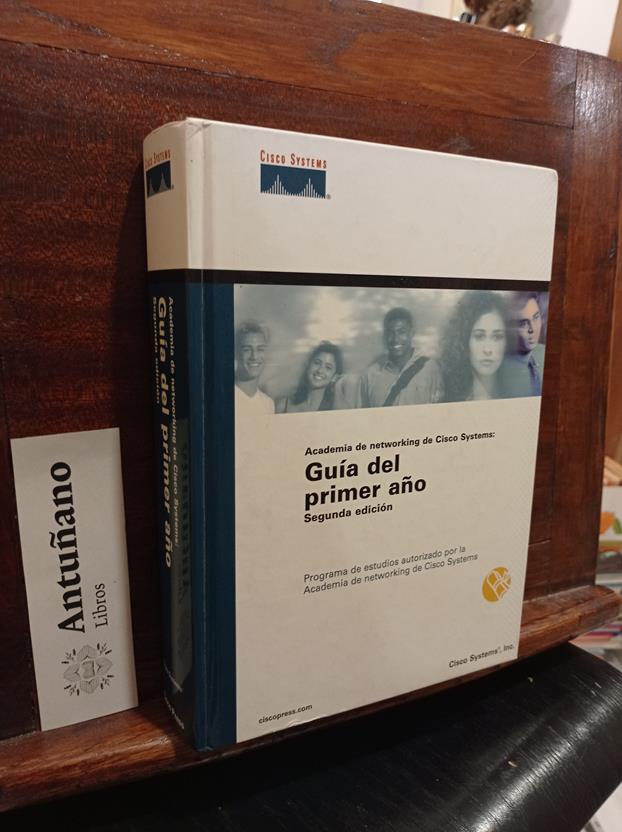 CISCO SYSTEMS
®
Academia de networking de Cisco Systems:
Guía del
primer año
Segunda edición
Programa de estudios autorizado por la
Academia de networking de Cisco Systems
Cisco Systems®, Inc.
ciscopress.com
CISCO SYSTEMS
®
Academia de networking de Cisco Systems:
Guía del primer año
Segunda edición
Antuñano
Libros